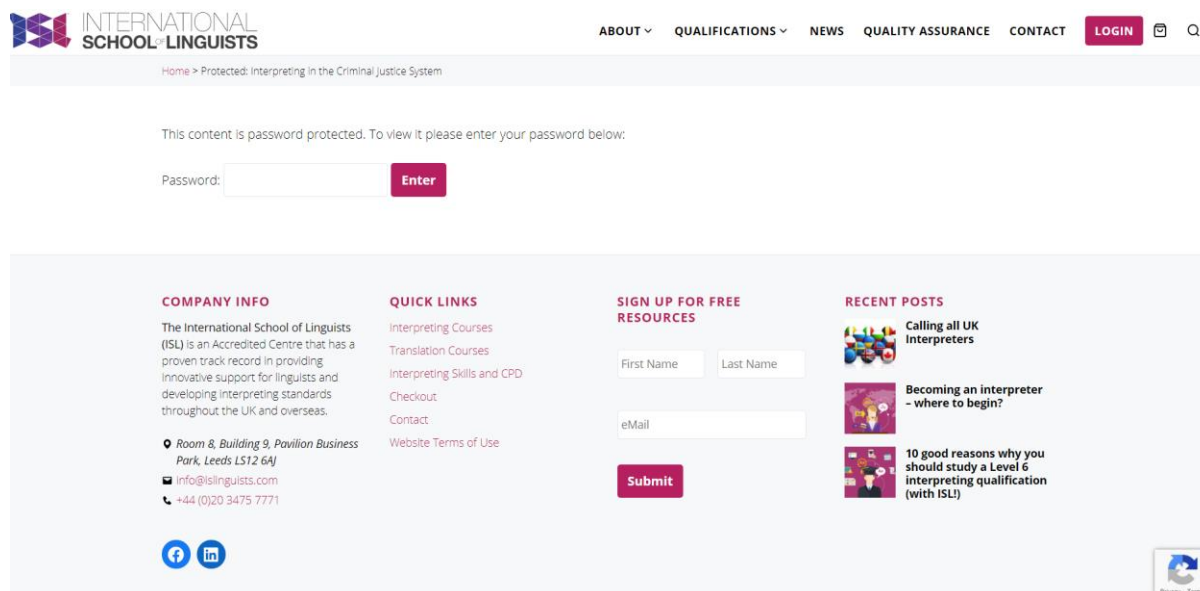 INTERNATIONAL
SCHOOL OF LINGUISTS
ABOUT QUALIFICATIONS NEWS QUALITY ASSURANCE CONTACT LOGIN
Home > Protected: Interpreting in the Criminal Justice System
This content is password protected. To view it please enter your password below:
Password: Enter
COMPANY INFO
The International School of Linguists
(ISL) is an Accredited Centre that has a
proven track record in providing
innovative support for linguists and
developing interpreting standards
throughout the UK and overseas.
Room 8, Building 9, Pavilion Business
Park, Leeds LS12 6AJ
info@islinguists.com
+44 (0)20 3475 7771
QUICK LINKS
Interpreting Courses
Translation Courses
Interpreting Skills and CPD
Checkout
Contact
Website Terms of Use
SIGN UP FOR FREE
RESOURCES
First Name Last Name
eMail
Submit
RECENT POSTS
Calling all UK
Interpreters
Becoming an interpreter
– where to begin?
10 good reasons why you
should study a Level 6
interpreting qualification
(with ISL!)